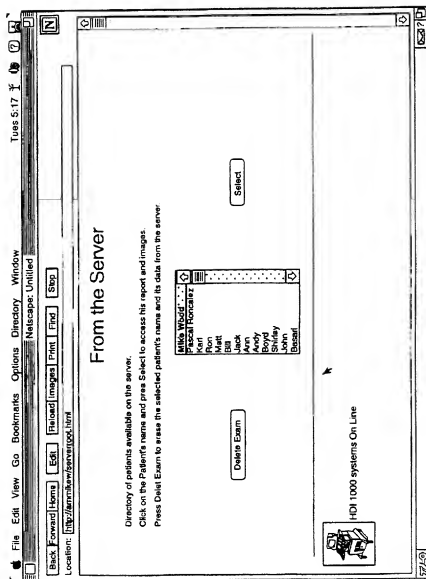 File Edit View Go Bookmarks Options Directory Window Tues 5:17
Netscape: Untitled
Back Forward Home Edit Reload Images Print Find Stop
N
Location: http://ammikew/serverroot.html
From the Server
Directory of patients available on the server.
Click on the Patient's name and press Select to access his report and images.
Press Delet Exam to erase the selected patient's name and its data from the server
Pascal Roncalez
Karl
Ron
Matt
Bill
Jack
Ann
Andy
Boyd
Shirley
John
Basari
Delete Exam
Select
HDI 1000 systems On Line